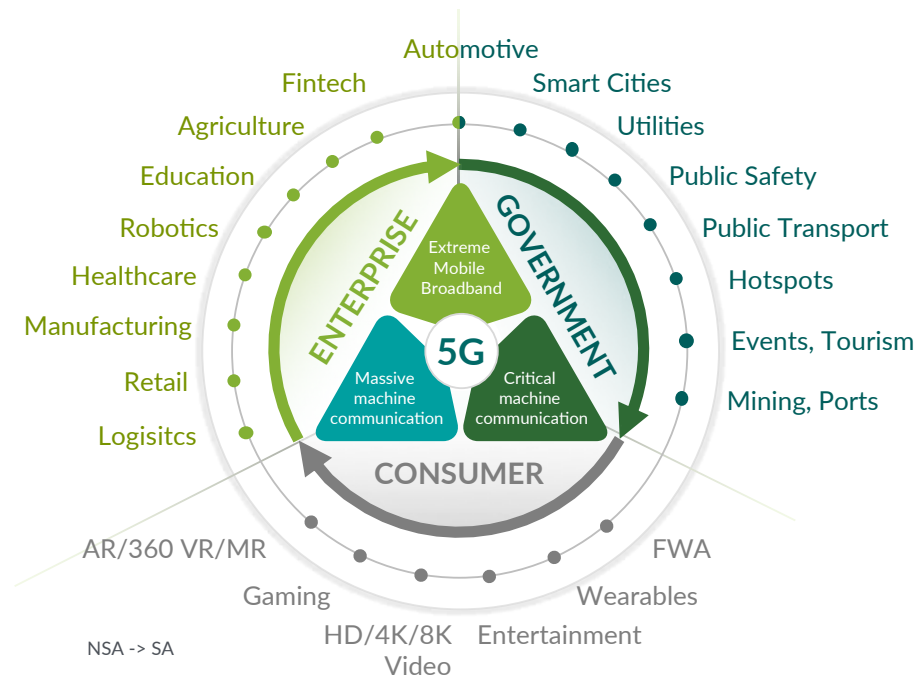 Automotive
Fintech
Smart Cities
Agriculture
Utilities
Education
Public Safety
Robotics
Public Transport
Healthcare
Hotspots
Manufacturing
Events, Tourism
Retail
Mining, Ports
Logisitcs
ENTERPRISE
GOVERNMENT
Extreme
Mobile
Broadband
5G
Massive
machine
communication
Critical
machine
communication
CONSUMER
AR/360 VR/MR
FWA
Gaming
Wearables
HD/4K/8K
Video
Entertainment
NSA -> SA